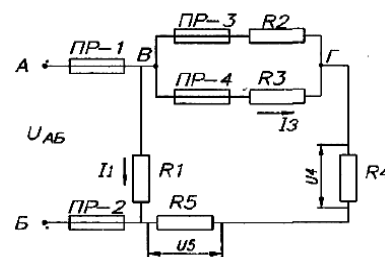 ПР-3 R2
ПР-1 В Г
А
ПР-4 R3
I3
UАБ
I1 R1 U4 R4
ПР-2 R5
Б
U5